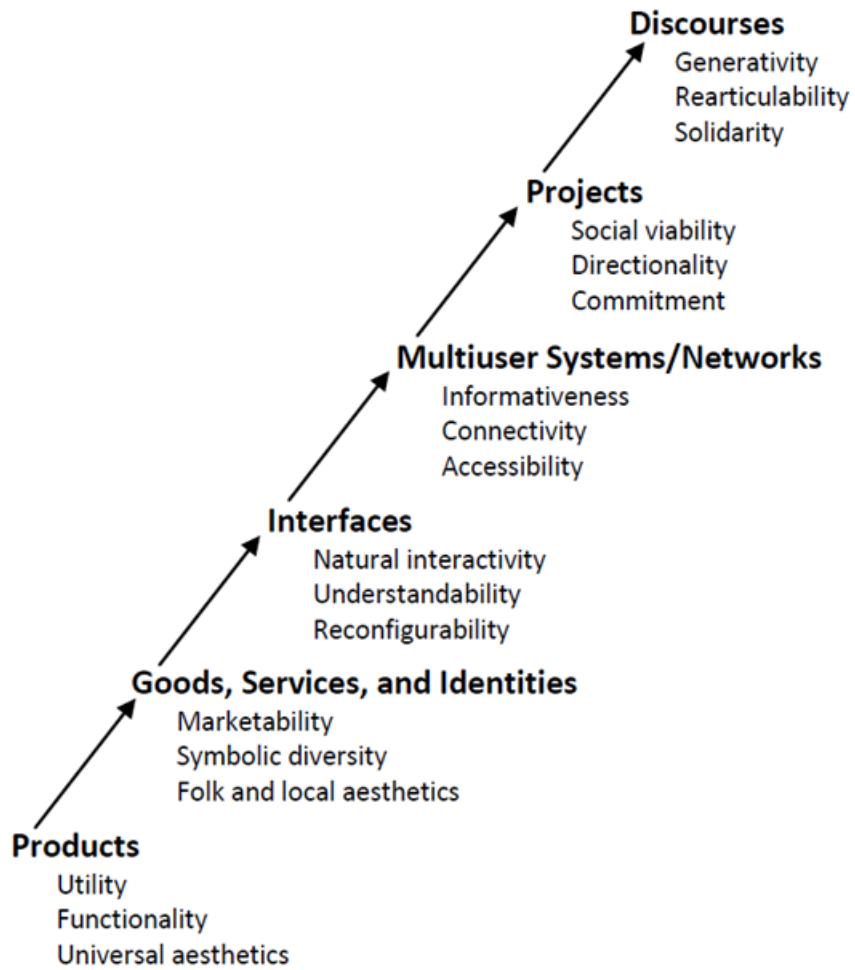 Discourses
Generativity
Rearticulability
Solidarity
Projects
Social viability
Directionality
Commitment
Multiuser Systems/Networks
Informativeness
Connectivity
Accessibility
Interfaces
Natural interactivity
Understandability
Reconfigurability
Goods, Services, and Identities
Marketability
Symbolic diversity
Folk and local aesthetics
Products
Utility
Functionality
Universal aesthetics